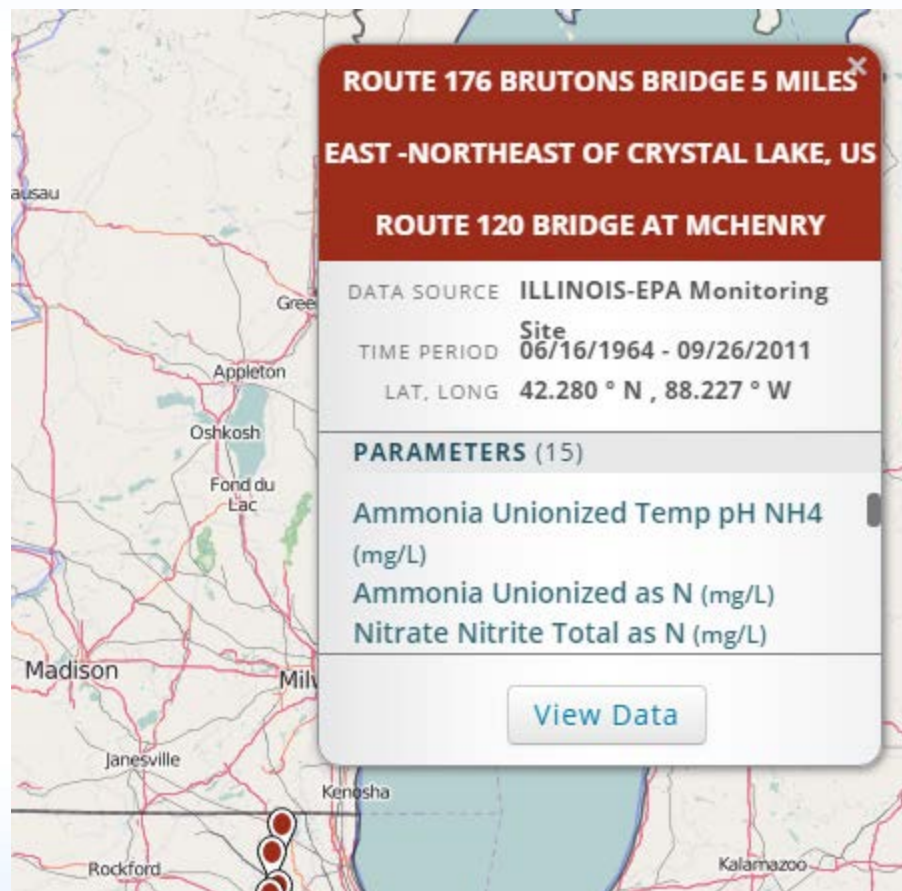 ROUTE 176 BRUTONS BRIDGE 5 MILES
EAST -NORTHEAST OF CRYSTAL LAKE, US
ROUTE 120 BRIDGE AT MCHENRY
×
DATA SOURCE ILLINOIS-EPA Monitoring
Site
TIME PERIOD 06/16/1964 - 09/26/2011
LAT, LONG 42.280 ° N , 88.227 ° W
PARAMETERS (15)
Ammonia Unionized Temp pH NH4
(mg/L)
Ammonia Unionized as N (mg/L)
Nitrate Nitrite Total as N (mg/L)
View Data
ausau
Gree
Appleton
Oshkosh
Fond du
Lac
Madison
Milw
Janesville
Kenosha
Rockford
Kalamazoo